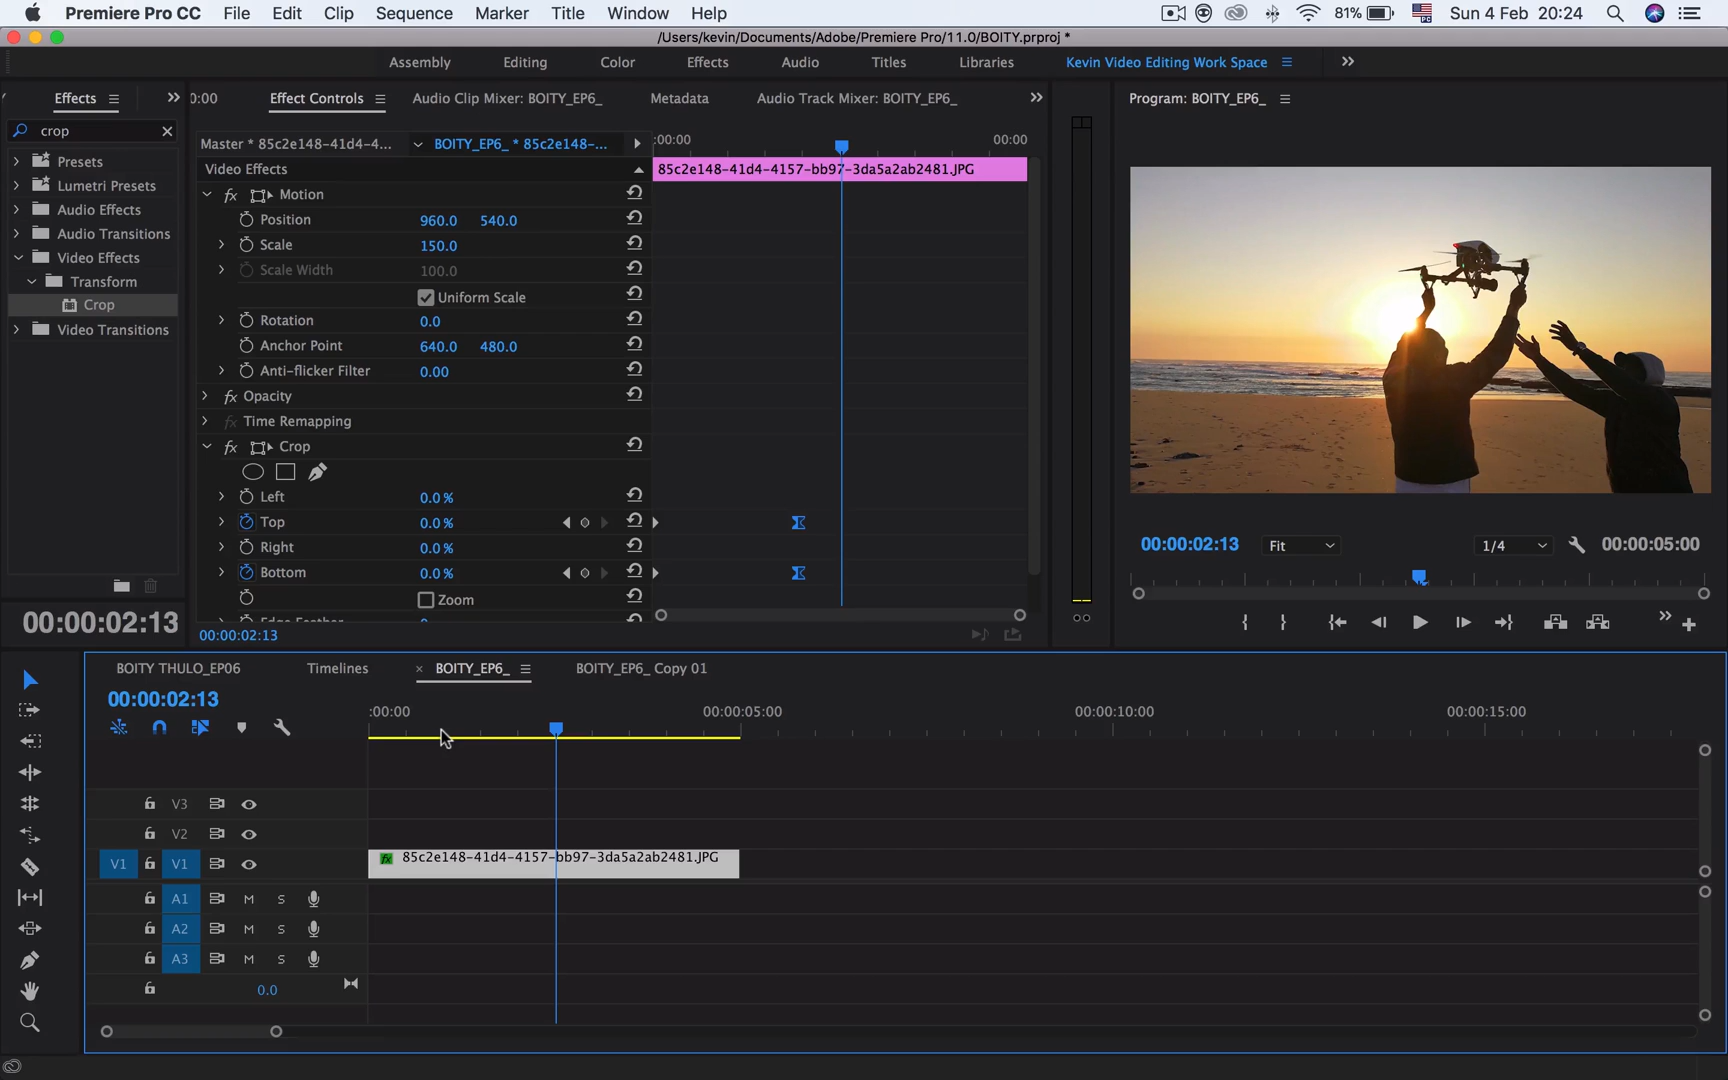 Premiere Pro CC File Edit Clip Sequence Marker Title Window Help 81% Sun 4 Feb 20:24
/Users/kevin/Documents/Adobe/Premiere Pro/11.0/BOITY.prproj *
Assembly Editing Color Effects Audio Titles Libraries Kevin Video Editing Work Space
Effects 0:00 Effect Controls Audio Clip Mixer: BOITY_EP6_ Metadata Audio Track Mixer: BOITY_EP6_ Program: BOITY_EP6_
crop
Master * 85c2e148-41d4-4... BOITY_EP6_ * 85c2e148-... :00:00 00:00
Video Effects 85c2e148-41d4-4157-bb97-3da5a2ab2481.JPG
Presets
Lumetri Presets
Audio Effects
Audio Transitions
Video Effects
Transform
Crop
Video Transitions
Motion
Position 960.0 540.0
Scale 150.0
Scale Width 100.0
Uniform Scale
Rotation 0.0
Anchor Point 640.0 480.0
Anti-flicker Filter 0.00
Opacity
Time Remapping
Crop
Left 0.0 %
Top 0.0 %
Right 0.0 %
Bottom 0.0 %
Zoom
Edge Feather
00:00:02:13
00:00:02:13 Fit 1/4 00:00:05:00
00:00:02:13
BOITY THULO_EP06 Timelines × BOITY_EP6_ BOITY_EP6_ Copy 01
00:00:02:13
:00:00 00:00:05:00 00:00:10:00 00:00:15:00
V3
V2
V1 V1 fx 85c2e148-41d4-4157-bb97-3da5a2ab2481.JPG
A1 M S
A2 M S
A3 M S
0.0